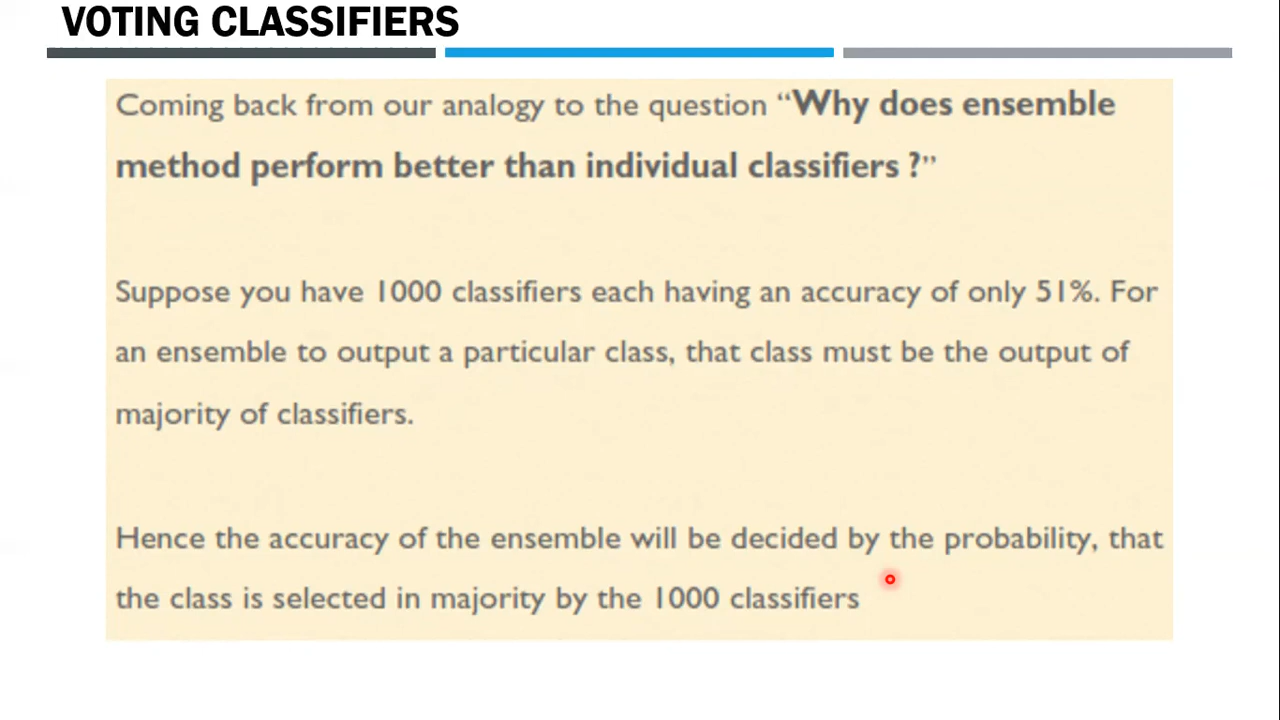 VOTING CLASSIFIERS
Coming back from our analogy to the question “Why does ensemble
method perform better than individual classifiers ?”
Suppose you have 1000 classifiers each having an accuracy of only 51%. For
an ensemble to output a particular class, that class must be the output of
majority of classifiers.
Hence the accuracy of the ensemble will be decided by the probability, that
the class is selected in majority by the 1000 classifiers